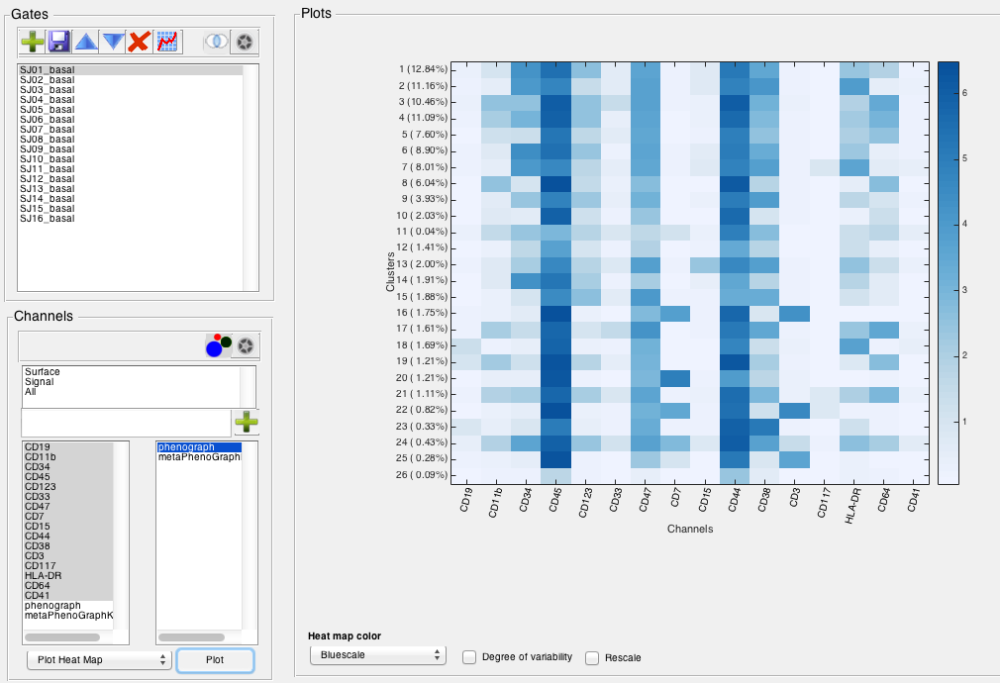 Gates
SJ01_basal
SJ02_basal
SJ03_basal
SJ04_basal
SJ05_basal
SJ06_basal
SJ07_basal
SJ08_basal
SJ09_basal
SJ10_basal
SJ11_basal
SJ12_basal
SJ13_basal
SJ14_basal
SJ15_basal
SJ16_basal
Channels
Surface
Signal
All
CD19
CD11b
CD34
CD45
CD123
CD33
CD47
CD7
CD15
CD44
CD38
CD3
CD117
HLA-DR
CD64
CD41
phenograph
metaPhenoGraphK
phenograph
metaPhenoGraph
Plot Heat Map
Plot
Plots
1 (12.84%)
2 (11.16%)
3 (10.46%)
4 (11.09%)
5 ( 7.60%)
6 ( 8.90%)
7 ( 8.01%)
8 ( 6.04%)
9 ( 3.93%)
10 ( 2.03%)
11 ( 0.04%)
12 ( 1.41%)
13 ( 2.00%)
14 ( 1.91%)
15 ( 1.88%)
16 ( 1.75%)
17 ( 1.61%)
18 ( 1.69%)
19 ( 1.21%)
20 ( 1.21%)
21 ( 1.11%)
22 ( 0.82%)
23 ( 0.33%)
24 ( 0.43%)
25 ( 0.28%)
26 ( 0.09%)
Clusters
CD19
CD11b
CD34
CD45
CD123
CD33
CD47
CD7
CD15
CD44
CD38
CD3
CD117
HLA-DR
CD64
CD41
Channels
6
5
4
3
2
1
Heat map color
Bluescale
Degree of variability
Rescale